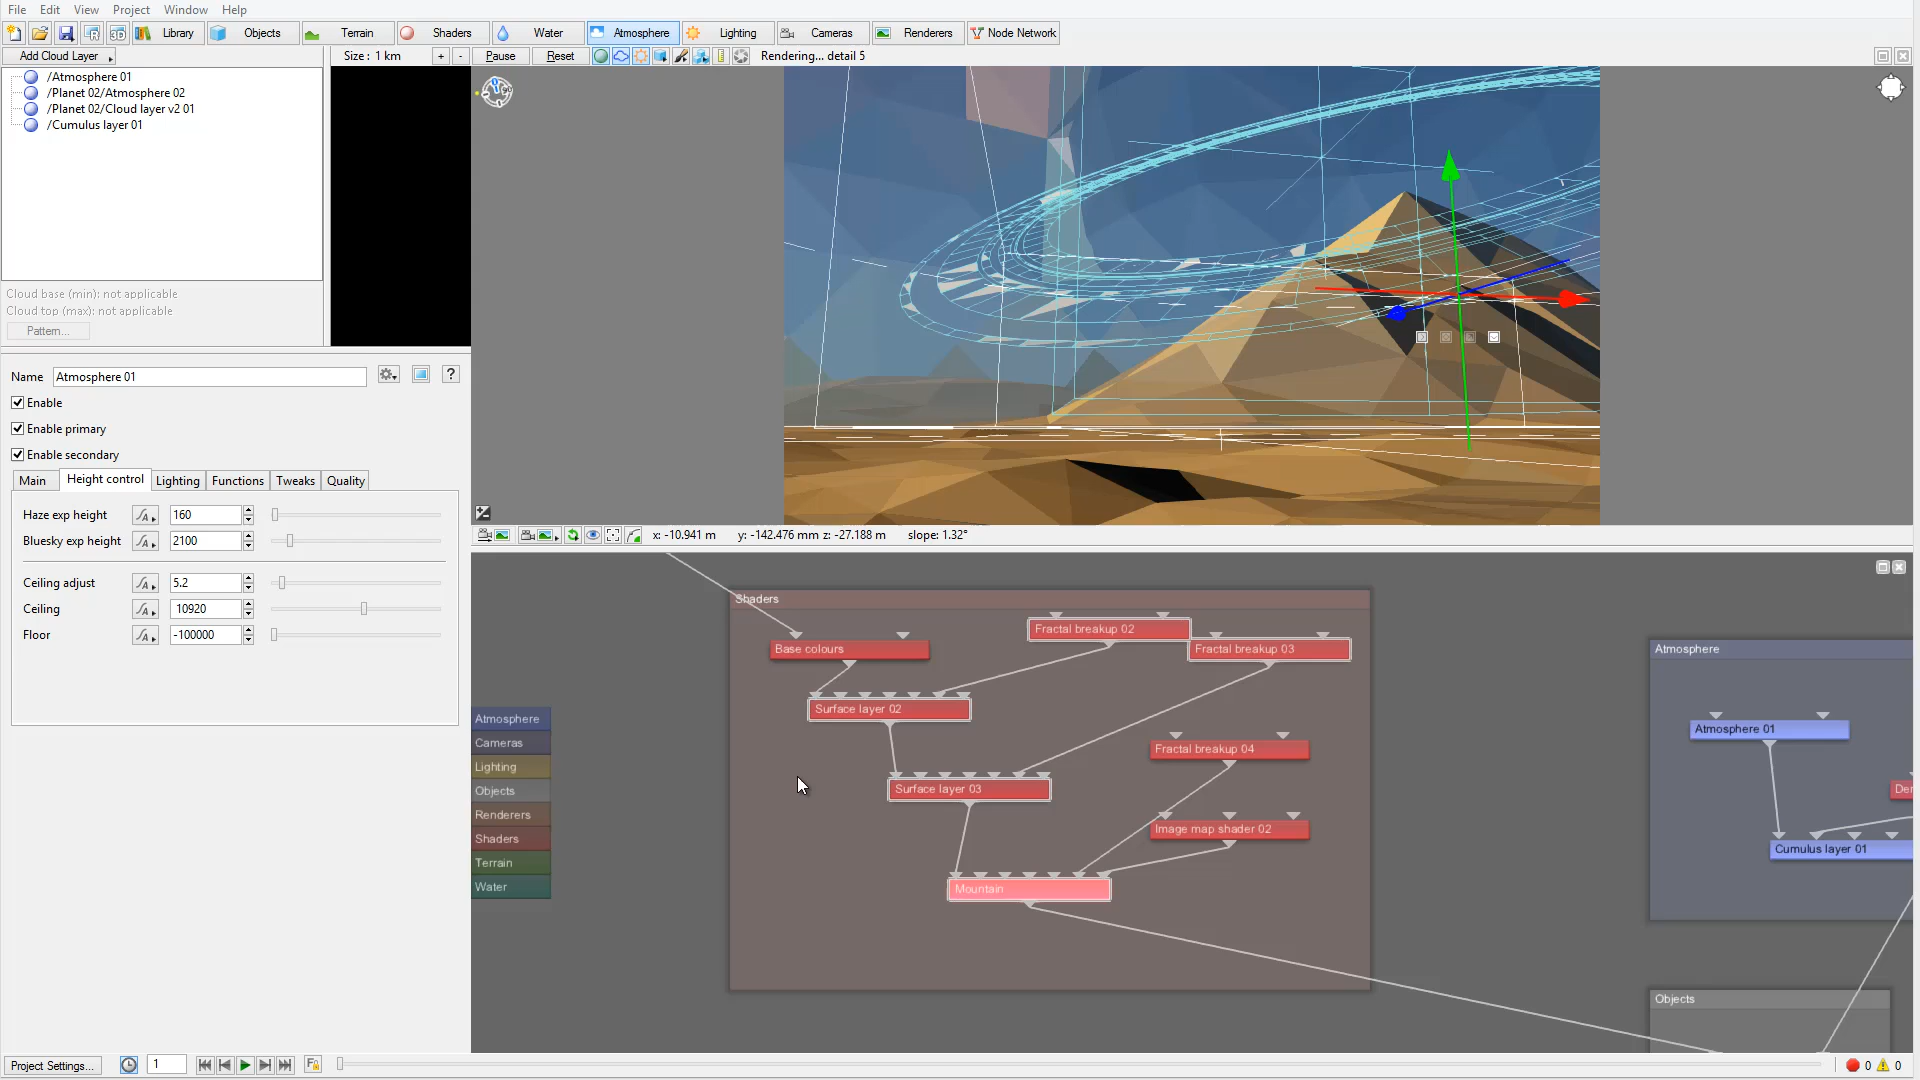 File Edit View Project Window Help
Library Objects Terrain Shaders Water Atmosphere Lighting Cameras Renderers Node Network
Add Cloud Layer Size : 1 km + - Pause Reset Rendering... detail 5
/Atmosphere 01
/Planet 02/Atmosphere 02
/Planet 02/Cloud layer v2 01
/Cumulus layer 01
Cloud base (min): not applicable
Cloud top (max): not applicable
Pattern...
Name Atmosphere 01 ?
Enable
Enable primary
Enable secondary
Main Height control Lighting Functions Tweaks Quality
Haze exp height 160
Bluesky exp height 2100
Ceiling adjust 5.2
Ceiling 10920
Floor -100000
x: -10.941 m y: -142.476 mm z: -27.188 m slope: 1.32°
Shaders
Fractal breakup 02
Base colours
Fractal breakup 03
Surface layer 02
Fractal breakup 04
Surface layer 03
Image map shader 02
Mountain
Atmosphere
Cameras
Lighting
Objects
Renderers
Shaders
Terrain
Water
Atmosphere
Atmosphere 01
Cumulus layer 01
Objects
Project Settings... 1 0 0